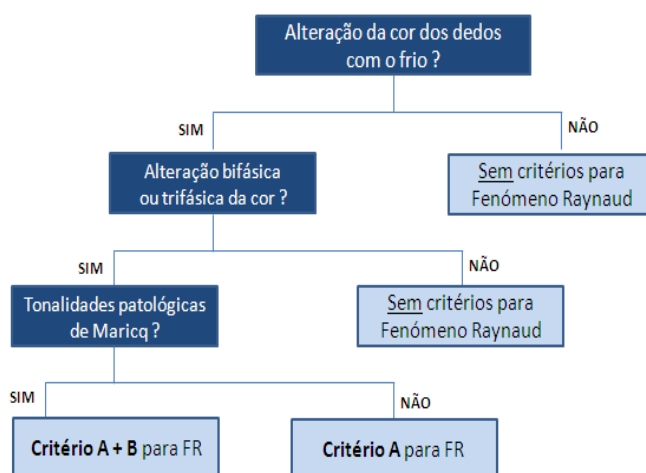 Alteração da cor dos dedos
com o frio ?
SIM
NÃO
Alteração bifásica
ou trifásica da cor ?
Sem critérios para
Fenómeno Raynaud
SIM
NÃO
Tonalidades patológicas
de Maricq ?
Sem critérios para
Fenómeno Raynaud
SIM
NÃO
Critério A + B para FR
Critério A para FR